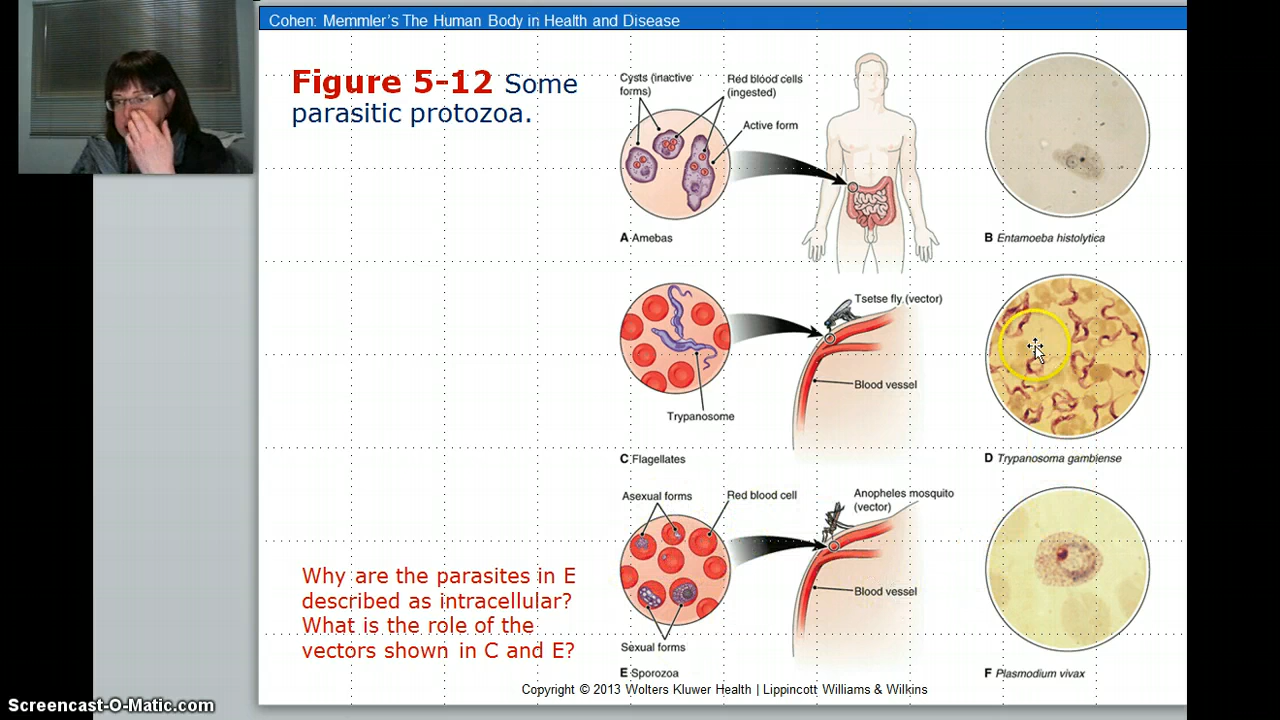 Cohen: Memmler's The Human Body in Health and Disease
Figure 5-12 Some
parasitic protozoa.
Cysts (inactive
forms)
Red blood cells
(ingested)
Active form
A Amebas
B Entamoeba histolytica
Tsetse fly (vector)
Blood vessel
Trypanosome
C Flagellates
D Trypanosoma gambiense
Asexual forms
Red blood cell
Anopheles mosquito
(vector)
Blood vessel
Sexual forms
E Sporozoa
F Plasmodium vivax
Why are the parasites in E
described as intracellular?
What is the role of the
vectors shown in C and E?
Copyright © 2013 Wolters Kluwer Health | Lippincott Williams & Wilkins
Screencast-O-Matic.com